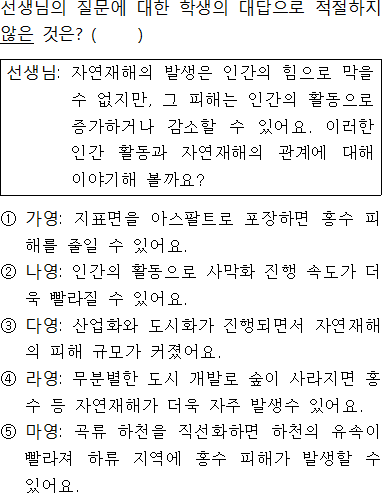 선생님의 질문에 대한 학생의 대답으로 적절하지
않은 것은? (      )
선생님: 자연재해의 발생은 인간의 힘으로 막을
수 없지만, 그 피해는 인간의 활동으로
증가하거나 감소할 수 있어요. 이러한
인간 활동과 자연재해의 관계에 대해
이야기해 볼까요?
① 가영: 지표면을 아스팔트로 포장하면 홍수 피
해를 줄일 수 있어요.
② 나영: 인간의 활동으로 사막화 진행 속도가 더
욱 빨라질 수 있어요.
③ 다영: 산업화와 도시화가 진행되면서 자연재해
의 피해 규모가 커졌어요.
④ 라영: 무분별한 도시 개발로 숲이 사라지면 홍
수 등 자연재해가 더욱 자주 발생수 있어요.
⑤ 마영: 곡류 하천을 직선화하면 하천의 유속이
빨라져 하류 지역에 홍수 피해가 발생할 수
있어요.